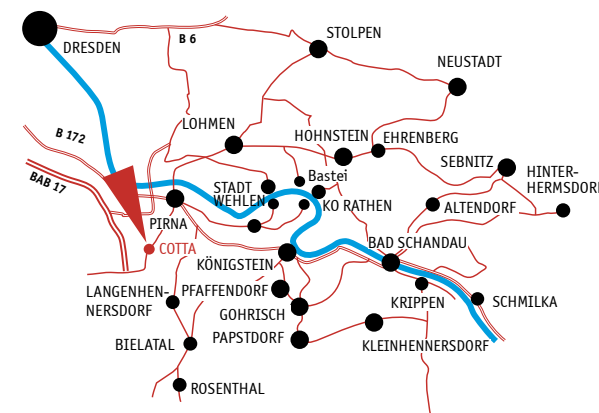 DRESDEN
B 6
STOLPEN
NEUSTADT
B 172
BAB 17
LOHMEN
HOHNSTEIN
EHRENBERG
SEBNITZ
HINTER-
HERMSDORF
Bastei
STADT
WEHLEN
KO RATHEN
ALTENDORF
PIRNA
COTTA
BAD SCHANDAU
KÖNIGSTEIN
LANGENHEN-
NERSDORF
PFAFFENDORF
GOHRISCH
KRIPPEN
SCHMILKA
BIELATAL
PAPSTDORF
KLEINHENNERSDORF
ROSENTHAL